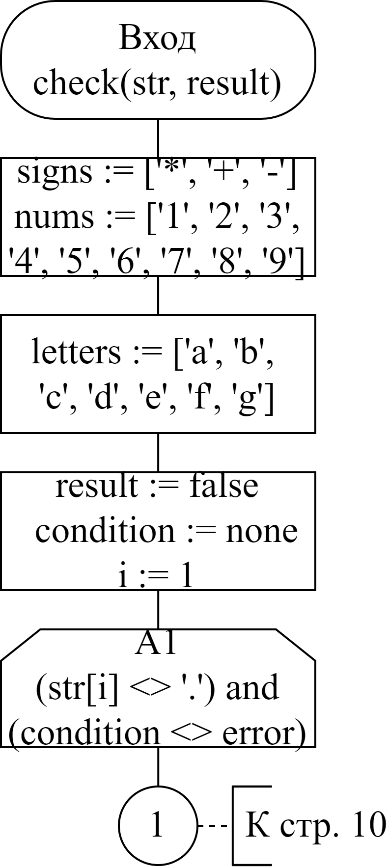 Вход
check(str, result)
signs := ['*', '+', '-']
nums := ['1', '2', '3',
'4', '5', '6', '7', '8', '9']
letters := ['a', 'b',
'c', 'd', 'e', 'f', 'g']
result := false
condition := none
i := 1
A1
(str[i] <> '.') and
(condition <> error)
1
К стр. 10